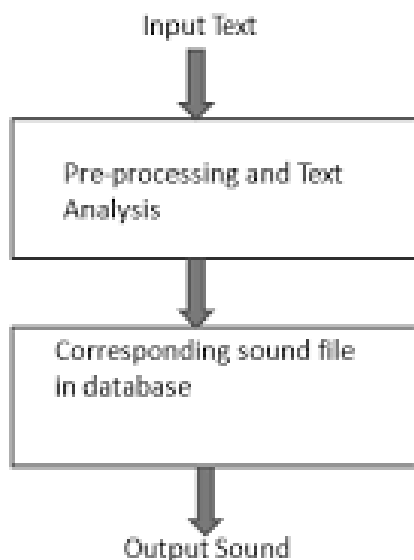 Input Text
Pre-processing and Text
Analysis
Corresponding sound file
in database
Output Sound